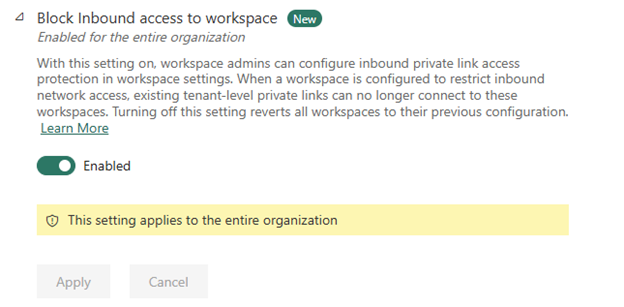 Block Inbound access to workspace New
Enabled for the entire organization
With this setting on, workspace admins can configure inbound private link access
protection in workspace settings. When a workspace is configured to restrict inbound
network access, existing tenant-level private links can no longer connect to these
workspaces. Turning off this setting reverts all workspaces to their previous configuration.
Learn More
Enabled
This setting applies to the entire organization
Apply Cancel